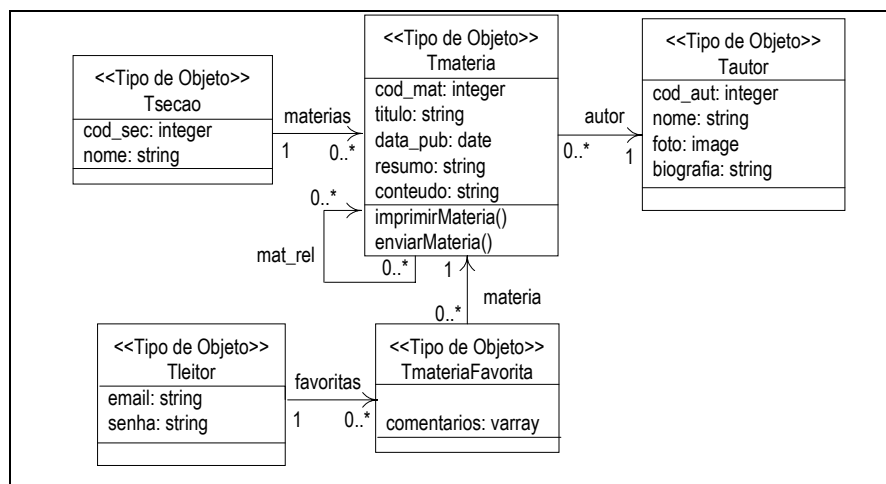 <<Tipo de Objeto>>
Tsecao
cod_sec: integer
nome: string
materias
1
0..*
<<Tipo de Objeto>>
Tmateria
cod_mat: integer
titulo: string
data_pub: date
resumo: string
conteudo: string
imprimirMateria()
enviarMateria()
autor
0..*
1
<<Tipo de Objeto>>
Tautor
cod_aut: integer
nome: string
foto: image
biografia: string
0..*
mat_rel
0..*
1
materia
0..*
<<Tipo de Objeto>>
Tleitor
email: string
senha: string
favoritas
1
0..*
<<Tipo de Objeto>>
TmateriaFavorita
comentarios: varray